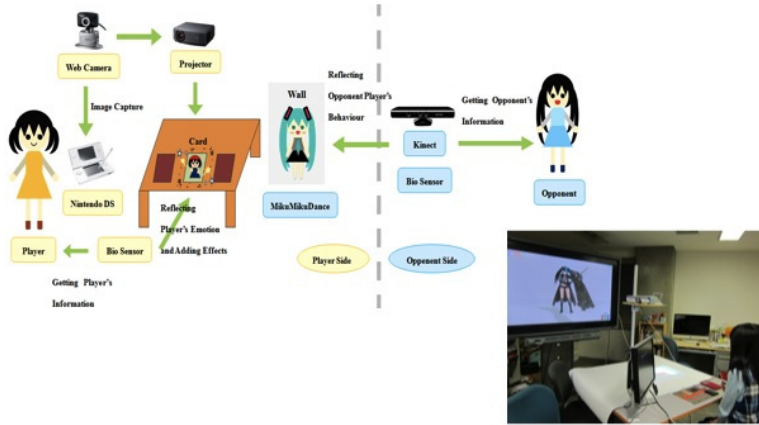 Web Camera
Projector
Image Capture
Nintendo DS
Card
Reflecting
Player's Emotion
and Adding Effects
Player
Bio Sensor
Getting Player's
Information
Wall
MikuMikuDance
Reflecting
Opponent Player's
Behaviour
Kinect
Bio Sensor
Getting Opponent's
Information
Opponent
Player Side
Opponent Side